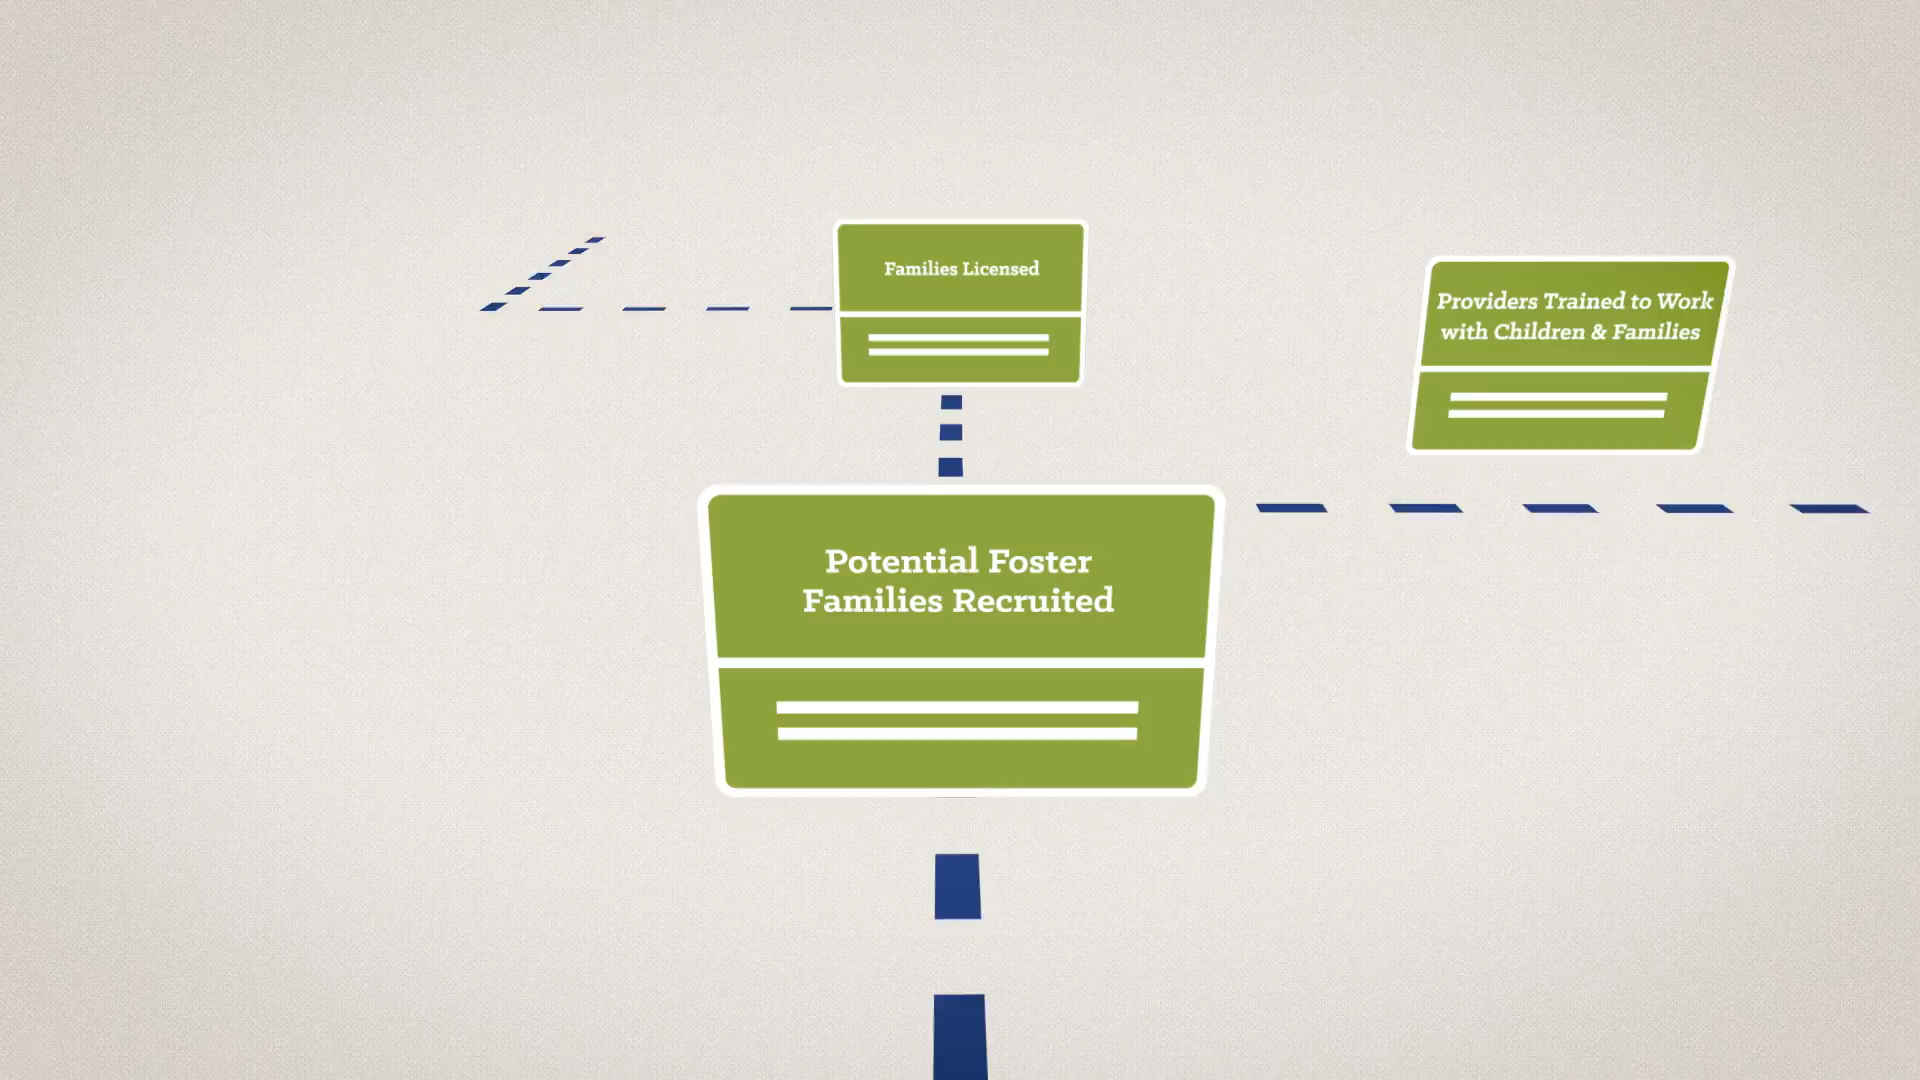 Families Licensed
Providers Trained to Work
with Children & Families
Potential Foster
Families Recruited